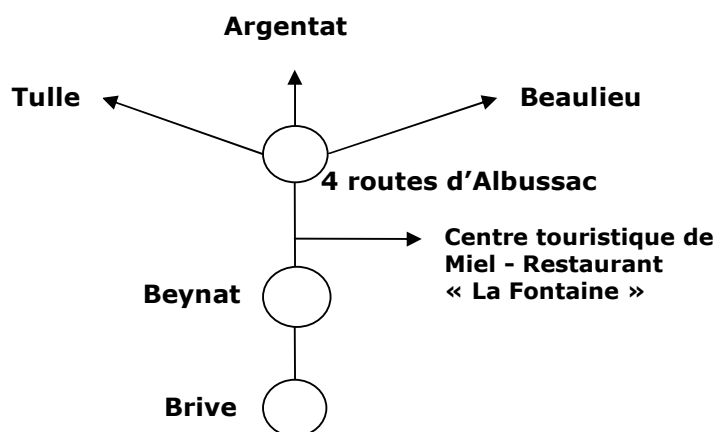 Argentat
Tulle
Beaulieu
4 routes d’Albussac
Centre touristique de
Miel - Restaurant
« La Fontaine »
Beynat
Brive